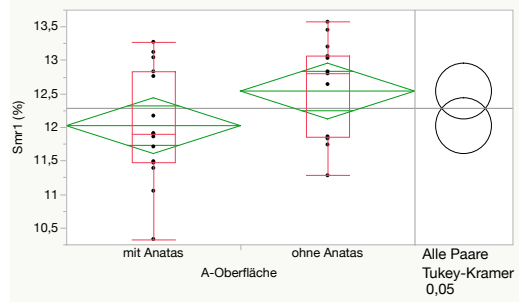 13,5
13
12,5
12
11,5
11
10,5
Smr1 (%)
mit Anatas
ohne Anatas
A-Oberfläche
Alle Paare
Tukey-Kramer
0,05